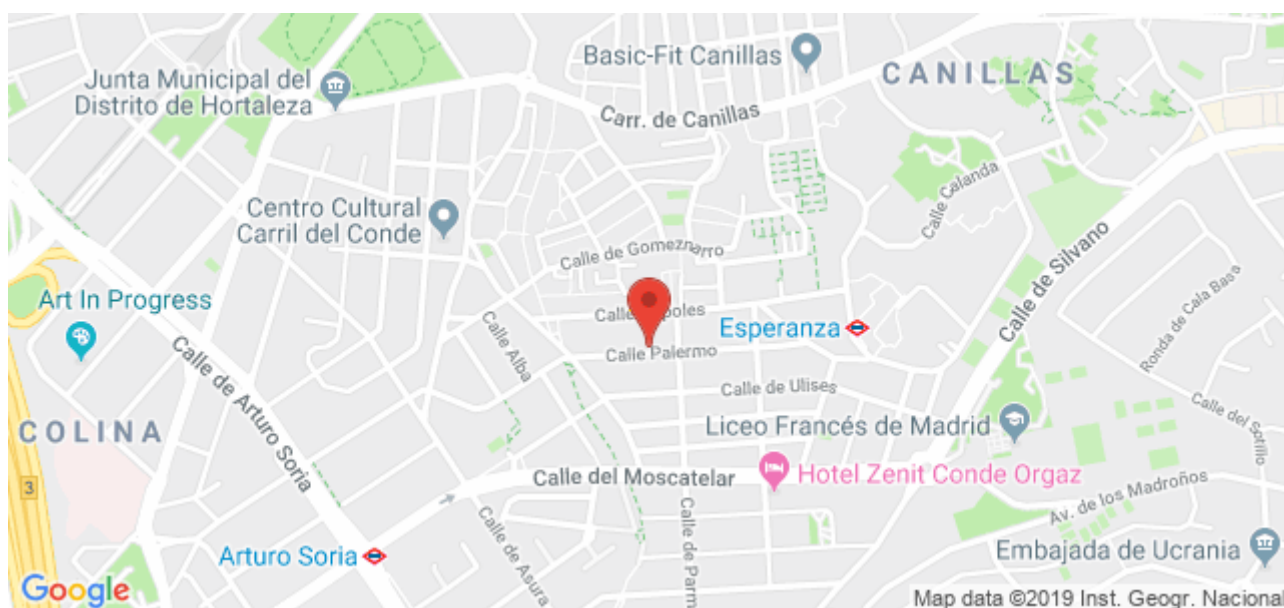 Basic-Fit Canillas
CANILLAS
Junta Municipal del
Distrito de Hortaleza
Carr. de Canillas
Calle Calanda
Centro Cultural
Carril del Conde
Calle de Gomeznarro
Calle de Silvano
Ronda de Cala Basa
Art In Progress
Calle poles
Esperanza
Calle Alba
Calle Palermo
Calle de Arturo Soria
Calle de Ulises
Calle del Sotillo
COLINA
Liceo Francés de Madrid
Calle del Moscatelar
Hotel Zenit Conde Orgaz
3
Av. de los Madroños
Calle de Asura
Calle de Parm
Arturo Soria
Embajada de Ucrania
Google
Map data ©2019 Inst. Geogr. Naciona